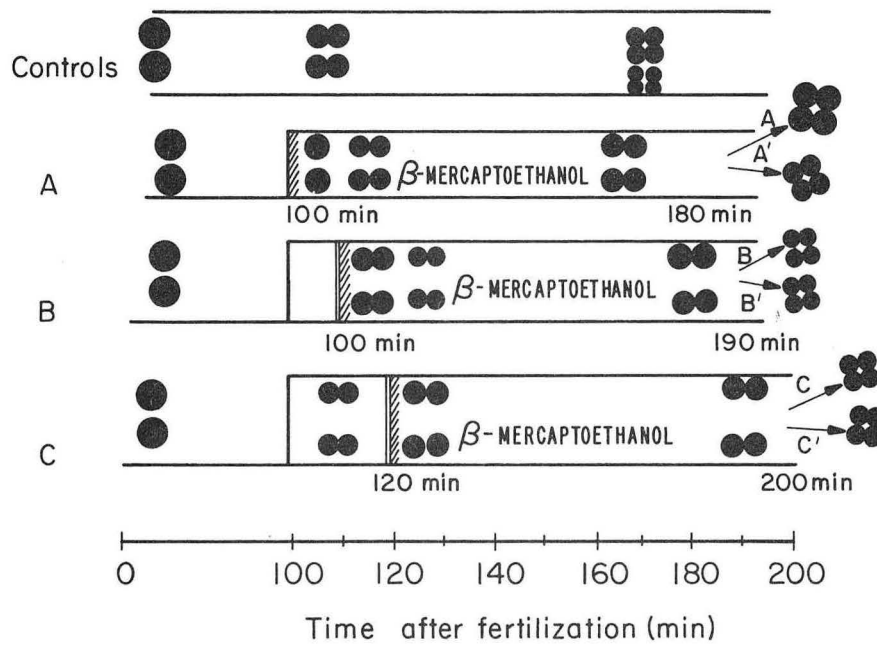 Controls
A
A'
A
β-MERCAPTOETHANOL
100 min
180 min
B
B
B'
β-MERCAPTOETHANOL
100 min
190 min
C
C
C'
β-MERCAPTOETHANOL
120 min
200 min
0
100
120
140
160
180
200
Time after fertilization (min)